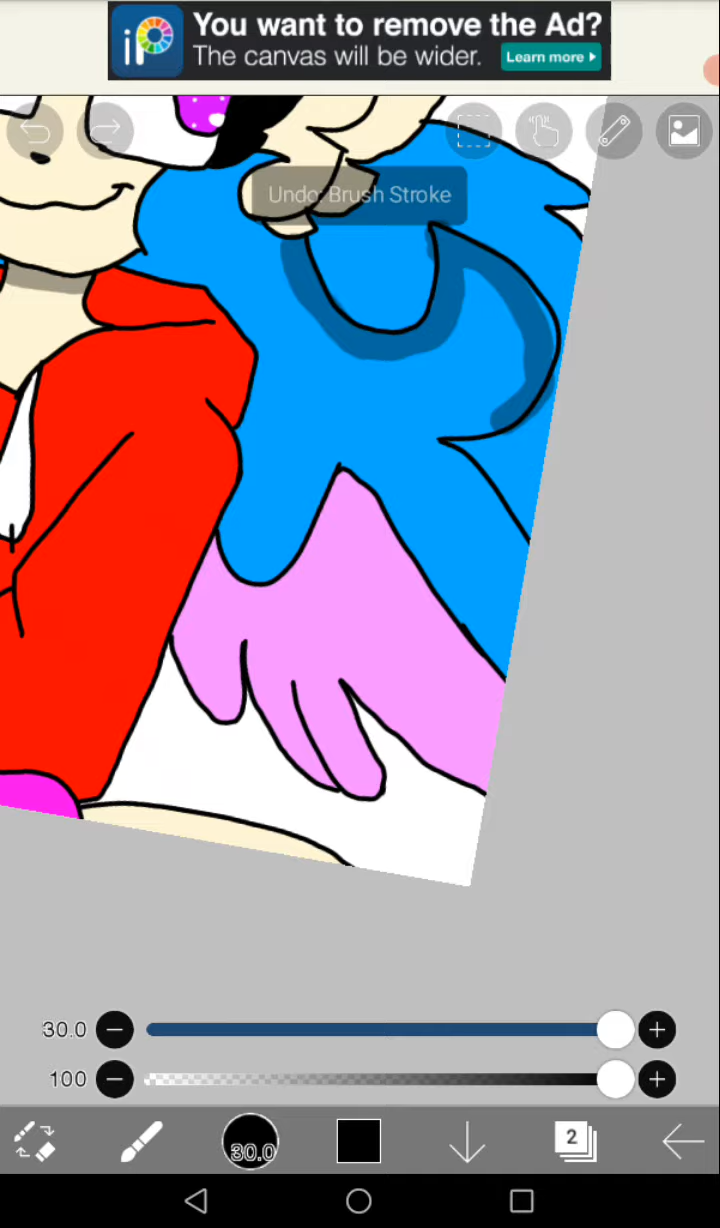 iP
You want to remove the Ad?
The canvas will be wider.
Learn more
Undo: Brush Stroke
30.0
100
30.0
2